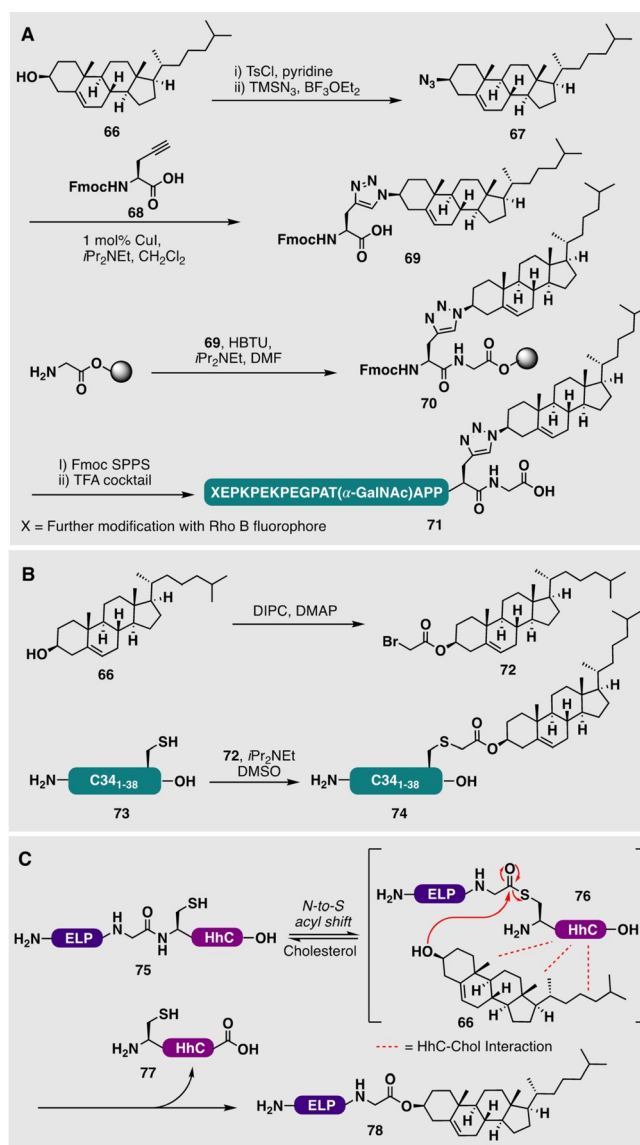 A
HO
H
H
H
66
i) TsCl, pyridine
ii) TMSN3, BF3OEt2
N3
H
H
H
67
FmocHN
OH
O
68
1 mol% CuI,
iPr2NEt, CH2Cl2
N=N
N
H
H
H
FmocHN
OH
O
69
H2N
O
O
69, HBTU,
iPr2NEt, DMF
N=N
N
H
H
H
FmocHN
H
N
O
O
O
70
I) Fmoc SPPS
ii) TFA cocktail
XEPKPEKPEGPAT(α-GalNAc)APP
N=N
N
H
H
H
H
N
O
O
OH
71
X = Further modification with Rho B fluorophore
B
HO
H
H
H
66
DIPC, DMAP
Br
O
O
H
H
H
72
SH
H2N
C341-38
OH
73
72, iPr2NEt
DMSO
H2N
C341-38
OH
S
O
O
H
H
H
74
C
H2N
ELP
H
N
O
N
H
SH
HhC
OH
75
N-to-S
acyl shift
Cholesterol
H2N
ELP
H
N
O
S
76
H2N
HhC
OH
HO
H
H
H
66
= HhC-Chol Interaction
SH
H2N
HhC
O
OH
77
H2N
ELP
H
N
O
O
H
H
H
78